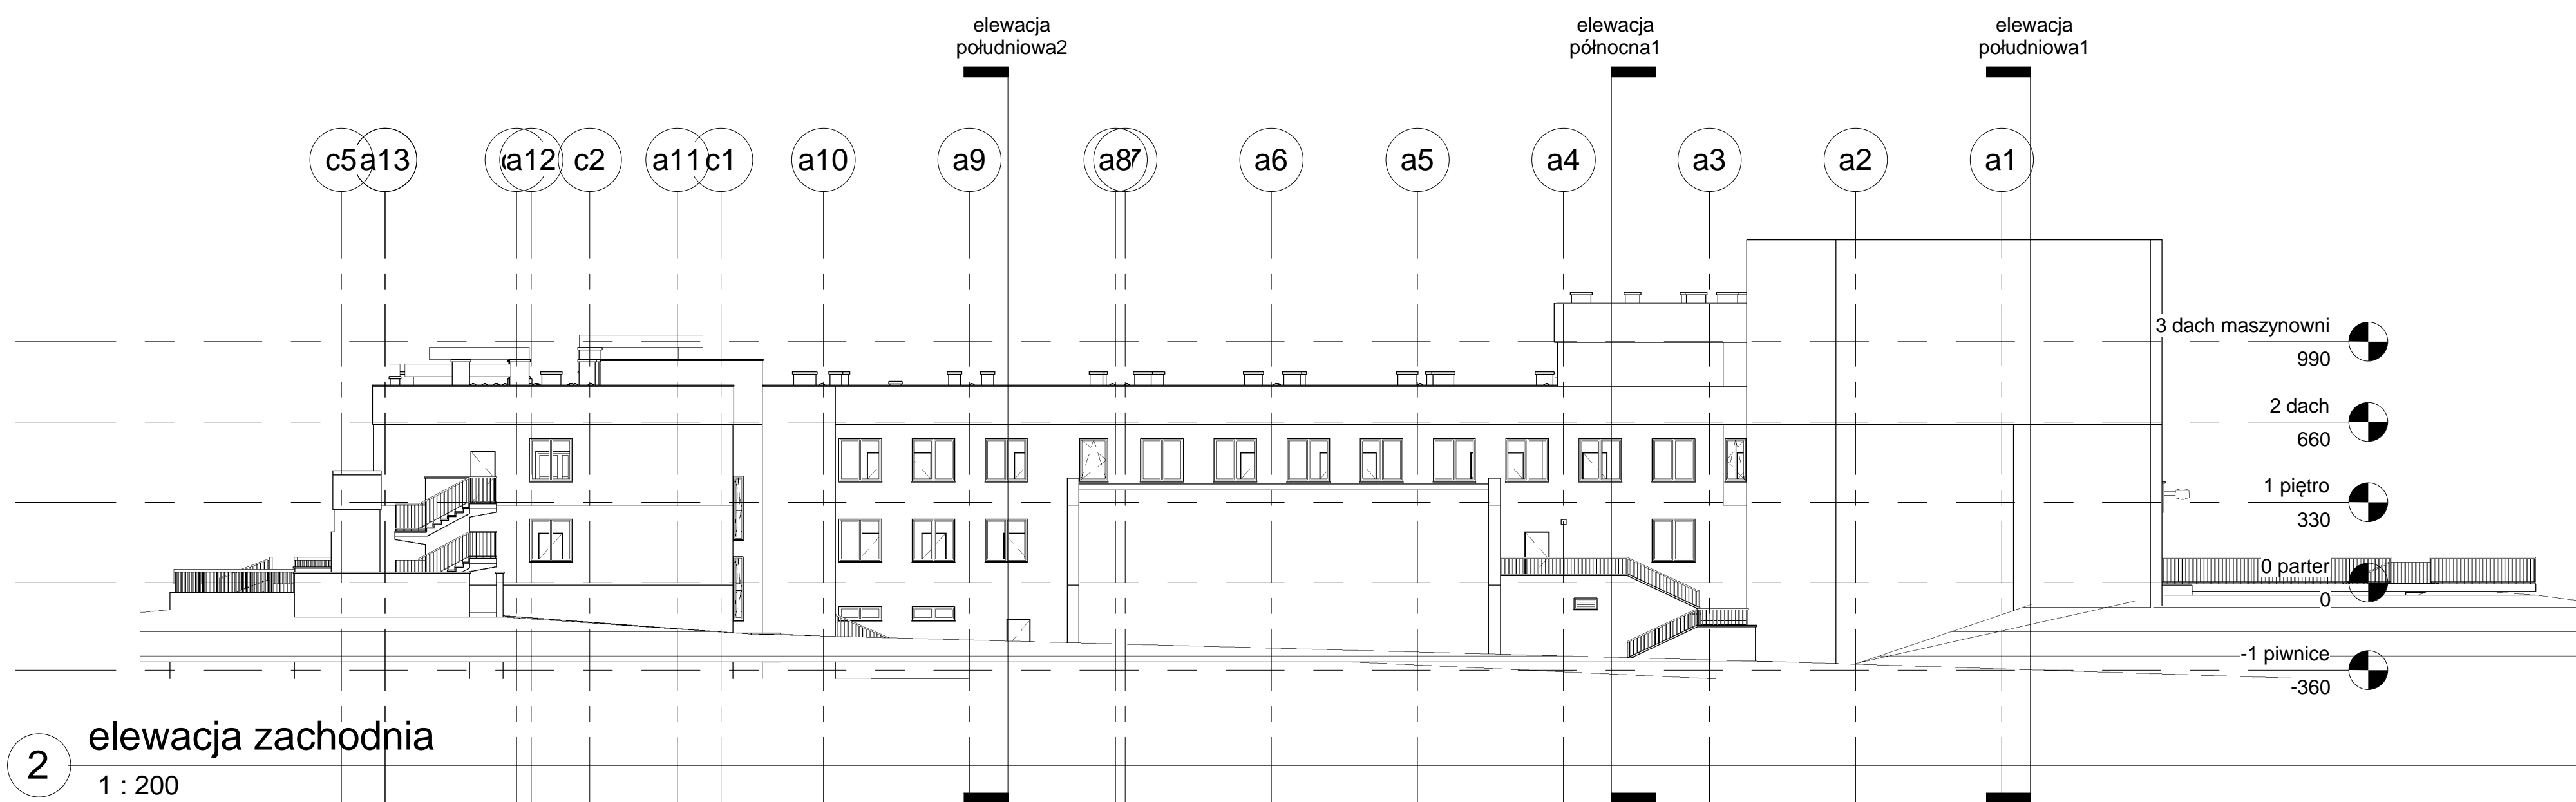 elewacja
południowa2
elewacja
północna1
elewacja
południowa1
c5
a13
a12
c2
a11
c1
a10
a9
a8
a6
a5
a4
a3
a2
a1
3 dach maszynowni
990
2 dach
660
1 piętro
330
0 parter
0
-1 piwnice
-360
2
elewacja zachodnia
1 : 200